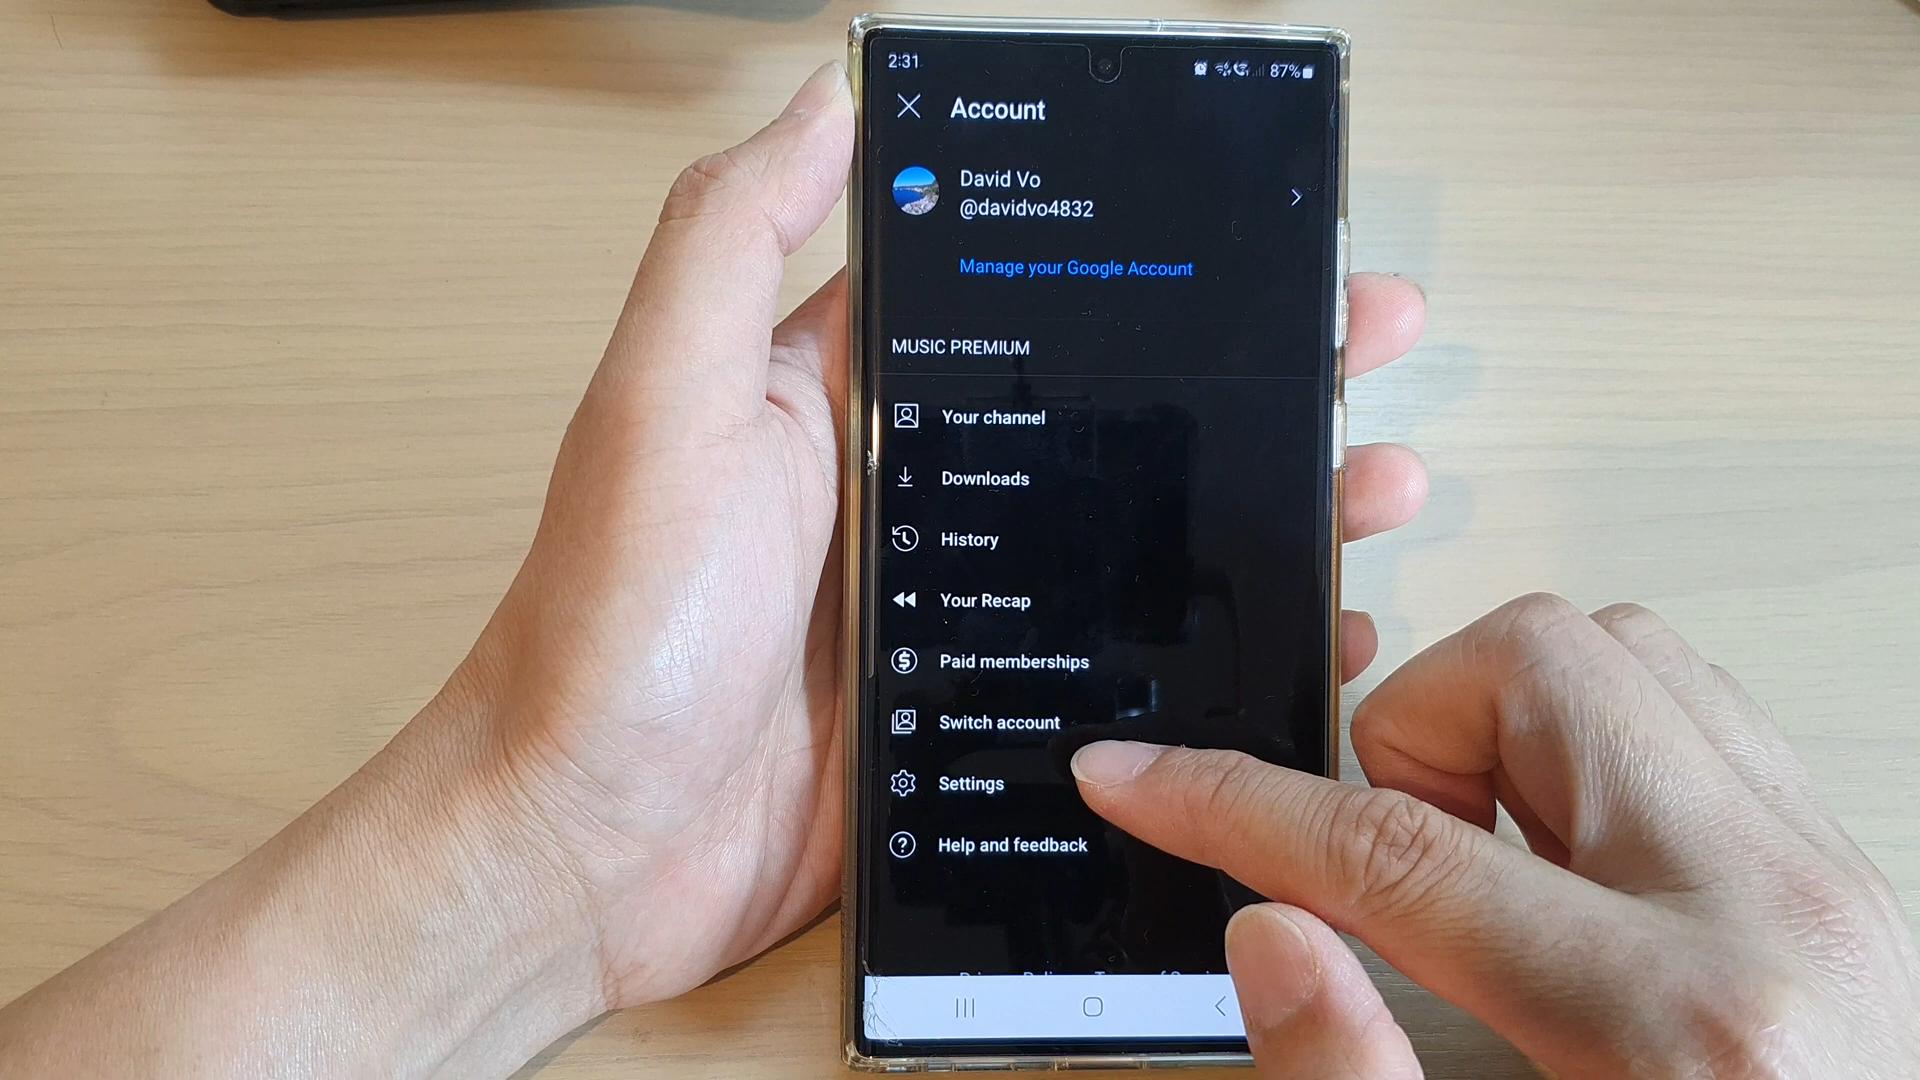 2:31
87%
Account
David Vo
@davidvo4832
Manage your Google Account
MUSIC PREMIUM
Your channel
Downloads
History
Your Recap
Paid memberships
Switch account
Settings
Help and feedback